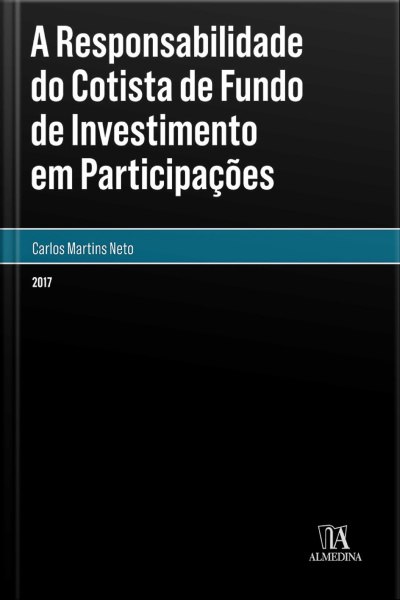 A Responsabilidade
do Cotista de Fundo
de Investimento
em Participações
Carlos Martins Neto
2017
ALMEDINA